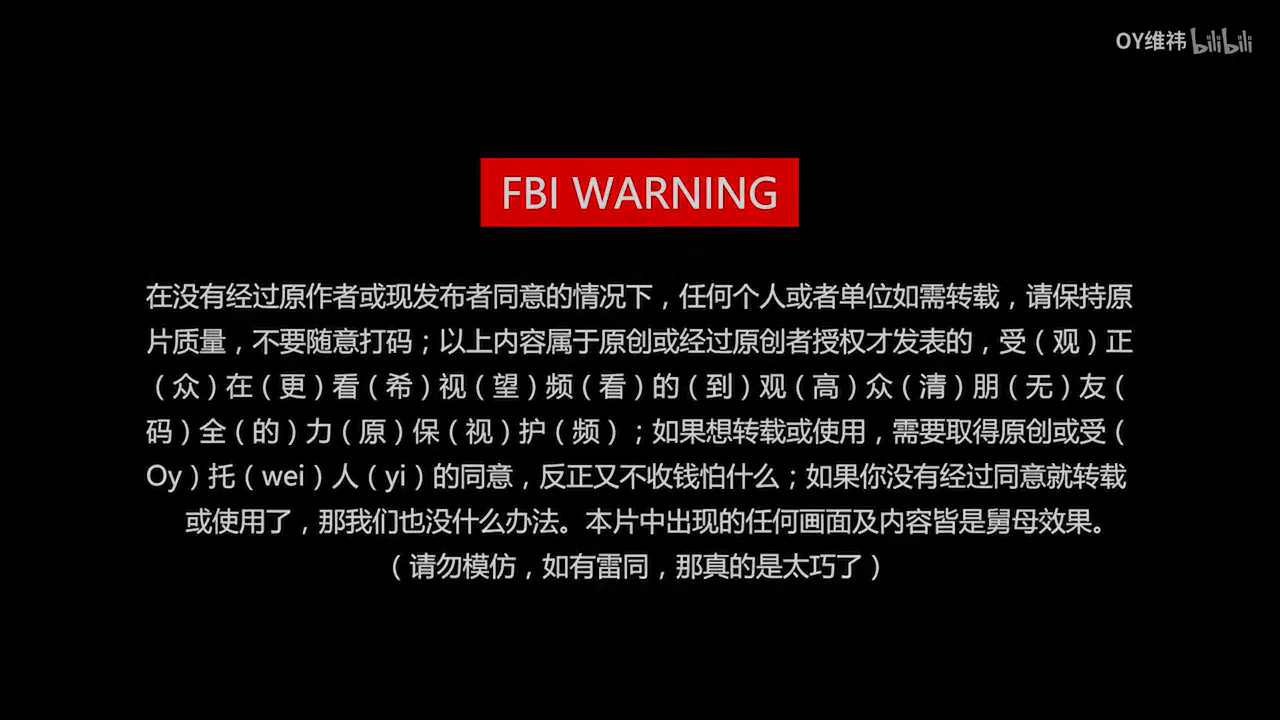 OY维祎 bilibili
FBI WARNING
在没有经过原作者或现发布者同意的情况下，任何个人或者单位如需转载，请保持原
片质量，不要随意打码；以上内容属于原创或经过原创者授权才发表的，受（观）正
（众）在（更）看（希）视（望）频（看）的（到）观（高）众（清）朋（无）友（
码）全（的）力（原）保（视）护（频）；如果想转载或使用，需要取得原创或受（
Oy）托（wei）人（yi）的同意，反正又不收钱怕什么；如果你没有经过同意就转载
或使用了，那我们也没什么办法。本片中出现的任何画面及内容皆是舅母效果。
（请勿模仿，如有雷同，那真的是太巧了）